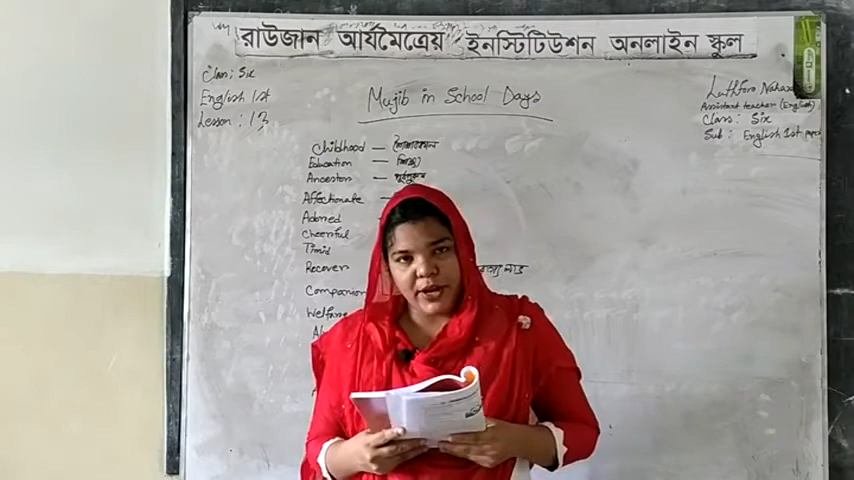 রাউজান আর্যমৈত্রেয় ইনস্টিটিউশন অনলাইন স্কুল
Class: Six
English 1st
Lesson: 13
Mujib in School Days
Assistant teacher (English)
Class: Six
Sub: English 1st paper
Childhood — শৈশবকাল
Education — শিক্ষা
Ancestors — পূর্বপুরুষ
Affectionate —
Adored
Cheerful
Timid
Recover
Companion
Welfare